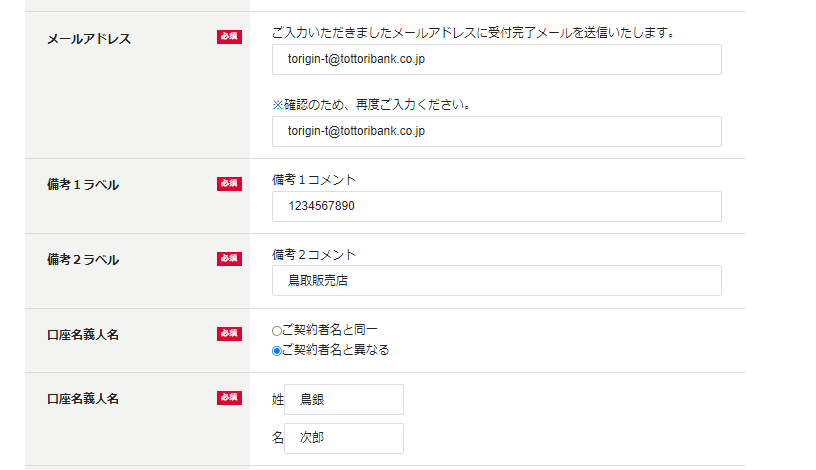 メールアドレス
必須
ご入力いただきましたメールアドレスに受付完了メールを送信いたします。
torigin-t@tottoribank.co.jp
※確認のため、再度ご入力ください。
torigin-t@tottoribank.co.jp
備考１ラベル
必須
備考１コメント
1234567890
備考２ラベル
必須
備考２コメント
鳥取販売店
口座名義人名
必須
ご契約者名と同一
ご契約者名と異なる
口座名義人名
必須
姓 鳥銀
名 次郎